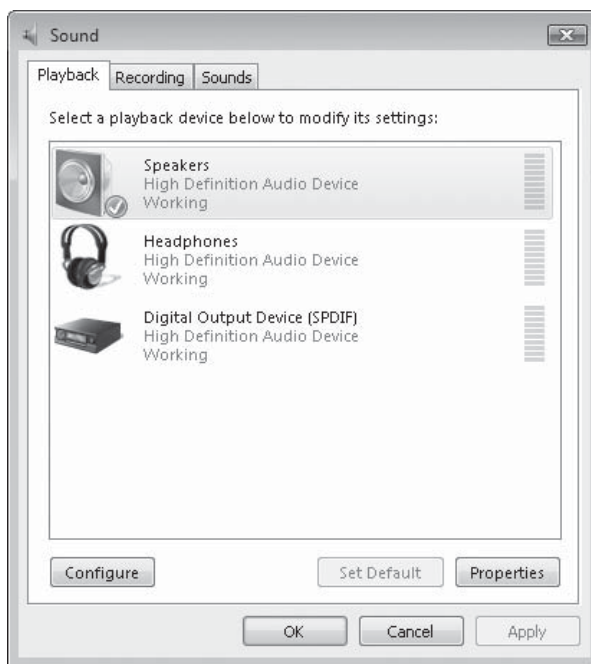 Sound
Playback Recording Sounds
Select a playback device below to modify its settings:
Speakers
High Definition Audio Device
Working
Headphones
High Definition Audio Device
Working
Digital Output Device (SPDIF)
High Definition Audio Device
Working
Configure Set Default Properties
OK Cancel Apply